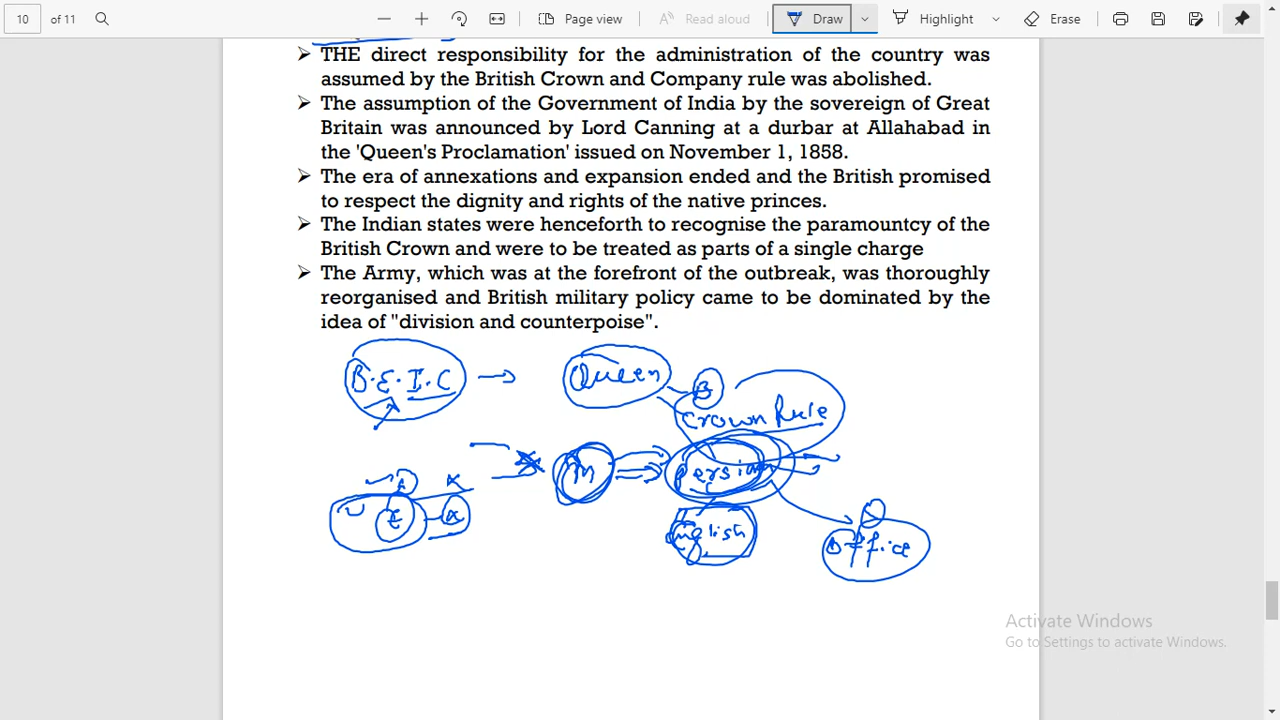 10 of 11 Page view Read aloud Draw Highlight Erase
➢ THE direct responsibility for the administration of the country was
assumed by the British Crown and Company rule was abolished.
➢ The assumption of the Government of India by the sovereign of Great
Britain was announced by Lord Canning at a durbar at Allahabad in
the 'Queen's Proclamation' issued on November 1, 1858.
➢ The era of annexations and expansion ended and the British promised
to respect the dignity and rights of the native princes.
➢ The Indian states were henceforth to recognise the paramountcy of the
British Crown and were to be treated as parts of a single charge
➢ The Army, which was at the forefront of the outbreak, was thoroughly
reorganised and British military policy came to be dominated by the
idea of "division and counterpoise".
B.E.I.C → Queen B
Crown Rule
M persian
English Office
Activate Windows
Go to Settings to activate Windows.